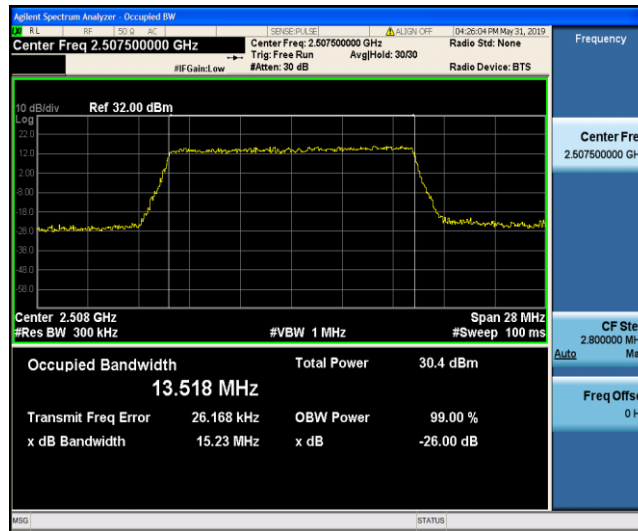 Agilent Spectrum Analyzer - Occupied BW
RL RF 50 Ω AC SENSE:PULSE ALIGN OFF 04:26:04 PM May 31, 2019
Center Freq 2.507500000 GHz
Center Freq: 2.507500000 GHz
Radio Std: None
Trig: Free Run Avg|Hold: 30/30
#IFGain:Low #Atten: 30 dB Radio Device: BTS
Frequency
10 dB/div Ref 32.00 dBm
Log
22.0
12.0
2.00
-8.00
-18.0
-28.0
-38.0
-48.0
-58.0
Center 2.508 GHz Span 28 MHz
#Res BW 300 kHz #VBW 1 MHz #Sweep 100 ms
Center Fre
2.507500000 GH
CF Ste
2.800000 MH
Auto Ma
Freq Offse
0 H
Occupied Bandwidth Total Power 30.4 dBm
13.518 MHz
Transmit Freq Error 26.168 kHz OBW Power 99.00 %
x dB Bandwidth 15.23 MHz x dB -26.00 dB
MSG STATUS